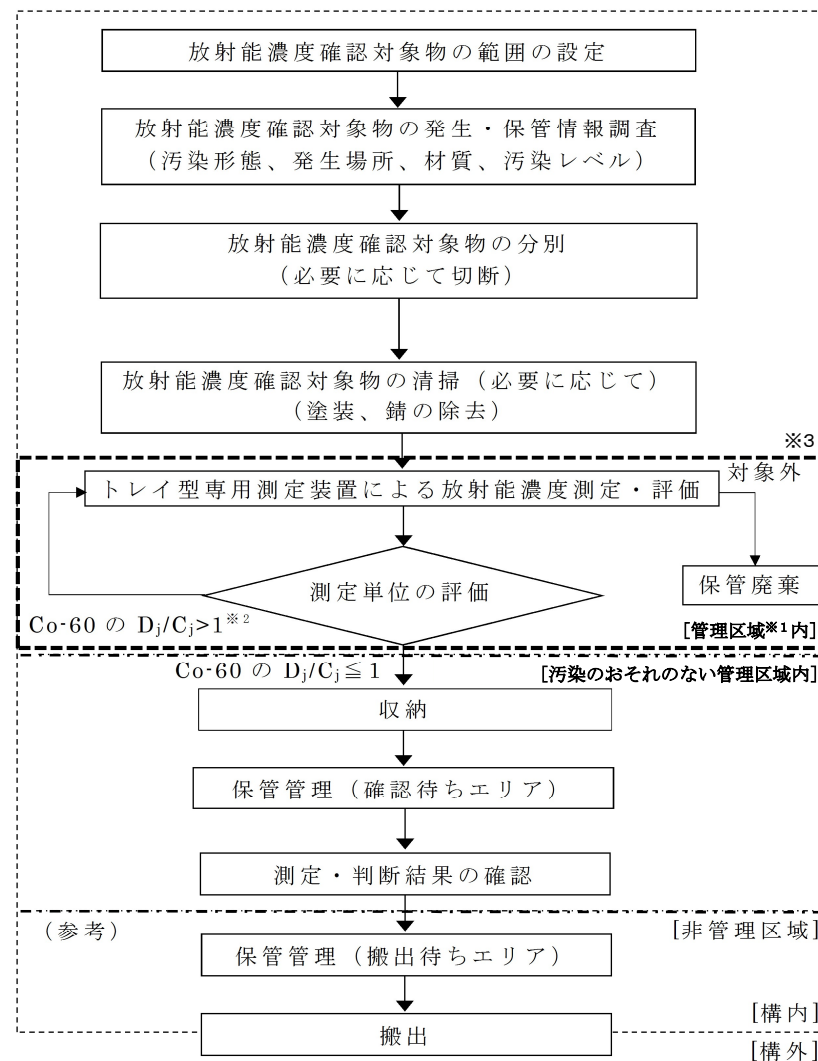 放射能濃度確認対象物の範囲の設定
放射能濃度確認対象物の発生・保管情報調査
（汚染形態、発生場所、材質、汚染レベル）
放射能濃度確認対象物の分別
（必要に応じて切断）
放射能濃度確認対象物の清掃（必要に応じて）
（塗装、錆の除去）
※3
トレイ型専用測定装置による放射能濃度測定・評価
対象外
測定単位の評価
保管廃棄
Co-60 の Dj/Cj>1※2
[管理区域※1内]
Co-60 の Dj/Cj≦1
[汚染のおそれのない管理区域内]
収納
保管管理（確認待ちエリア）
測定・判断結果の確認
（参考）
[非管理区域]
保管管理（搬出待ちエリア）
[構内]
搬出
[構外]